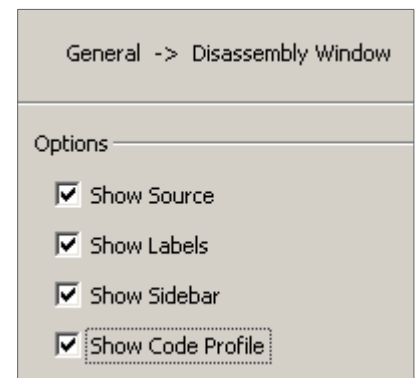 General -> Disassembly Window
Options
Show Source
Show Labels
Show Sidebar
Show Code Profile